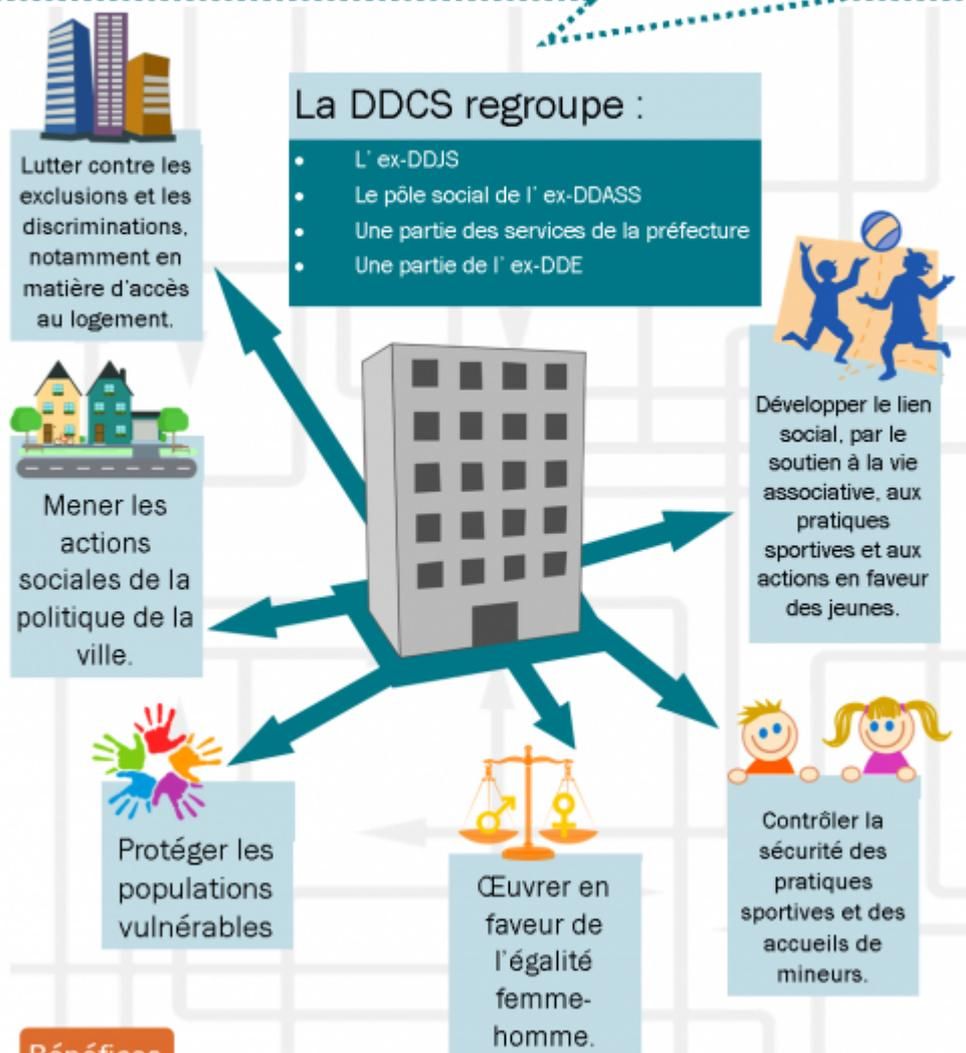 La DDCS regroupe :
• L' ex-DDJS
• Le pôle social de l' ex-DDASS
• Une partie des services de la préfecture
• Une partie de l' ex-DDE
Lutter contre les
exclusions et les
discriminations,
notamment en
matière d'accès
au logement.
Mener les
actions
sociales de la
politique de la
ville.
Protéger les
populations
vulnérables
Œuvrer en
faveur de
l'égalité
femme-
homme.
Développer le lien
social, par le
soutien à la vie
associative, aux
pratiques
sportives et aux
actions en faveur
des jeunes.
Contrôler la
sécurité des
pratiques
sportives et des
accueils de
mineurs.
Bénéfices